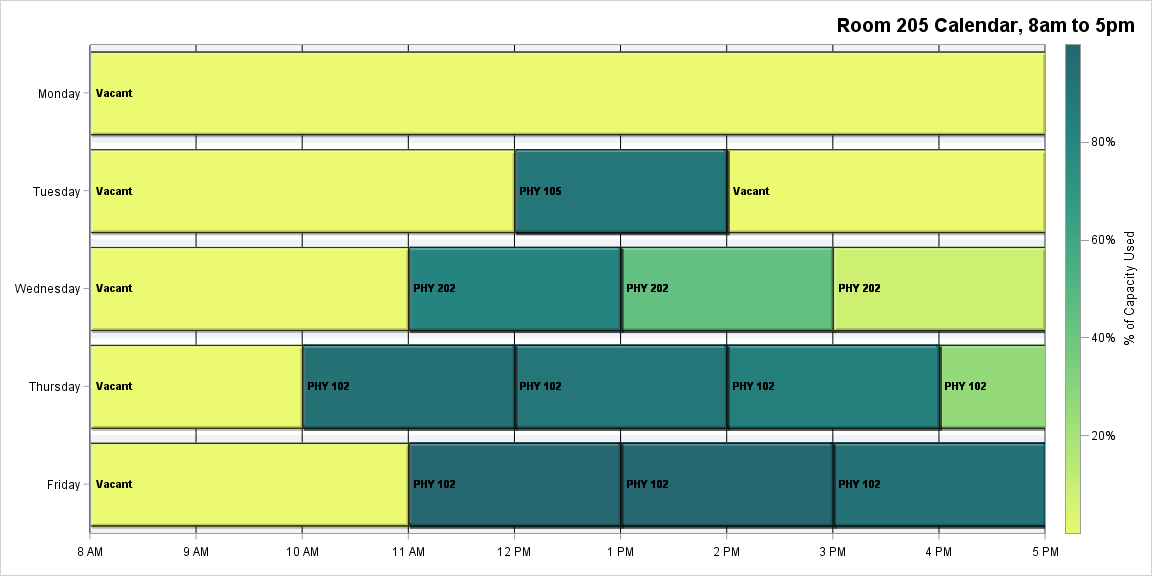 Room 205 Calendar, 8am to 5pm
Monday
Vacant
Tuesday
Vacant
PHY 105
Vacant
Wednesday
Vacant
PHY 202
PHY 202
PHY 202
Thursday
Vacant
PHY 102
PHY 102
PHY 102
PHY 102
Friday
Vacant
PHY 102
PHY 102
PHY 102
8 AM 9 AM 10 AM 11 AM 12 PM 1 PM 2 PM 3 PM 4 PM 5 PM
80%
60%
40%
20%
% of Capacity Used